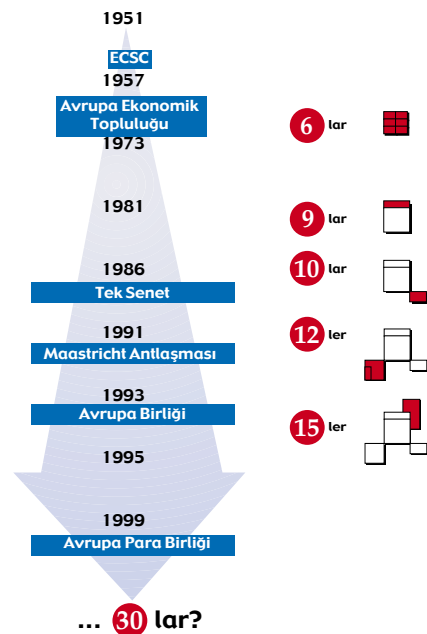 1951
ECSC
1957
Avrupa Ekonomik
Topluluğu
1973
1981
1986
Tek Senet
1991
Maastricht Antlaşması
1993
Avrupa Birliği
1995
1999
Avrupa Para Birliği
... 30 lar?
6 lar
9 lar
10 lar
12 ler
15 ler